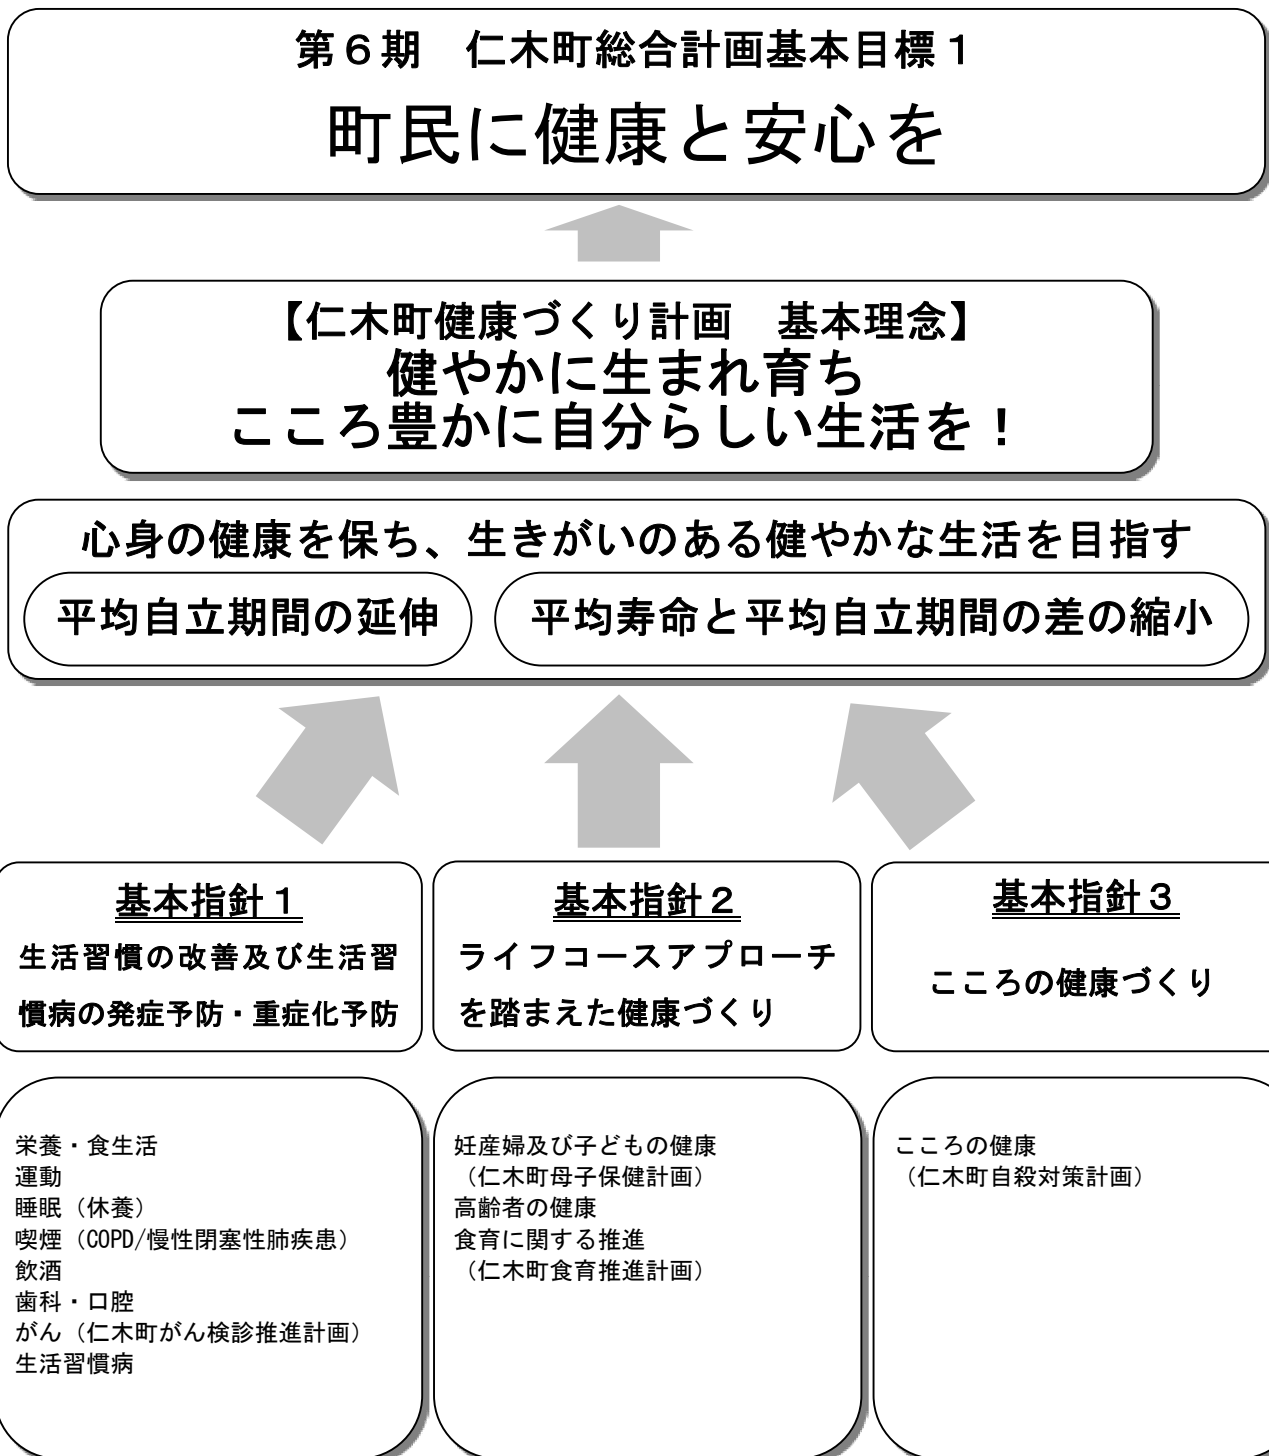 第６期　仁木町総合計画基本目標１
町民に健康と安心を
【仁木町健康づくり計画　基本理念】
健やかに生まれ育ち
こころ豊かに自分らしい生活を！
心身の健康を保ち、生きがいのある健やかな生活を目指す
平均自立期間の延伸
平均寿命と平均自立期間の差の縮小
基本指針１
生活習慣の改善及び生活習
慣病の発症予防・重症化予防
基本指針２
ライフコースアプローチ
を踏まえた健康づくり
基本指針３
こころの健康づくり
栄養・食生活
運動
睡眠（休養）
喫煙（COPD/慢性閉塞性肺疾患）
飲酒
歯科・口腔
がん（仁木町がん検診推進計画）
生活習慣病
妊産婦及び子どもの健康
（仁木町母子保健計画）
高齢者の健康
食育に関する推進
（仁木町食育推進計画）
こころの健康
（仁木町自殺対策計画）